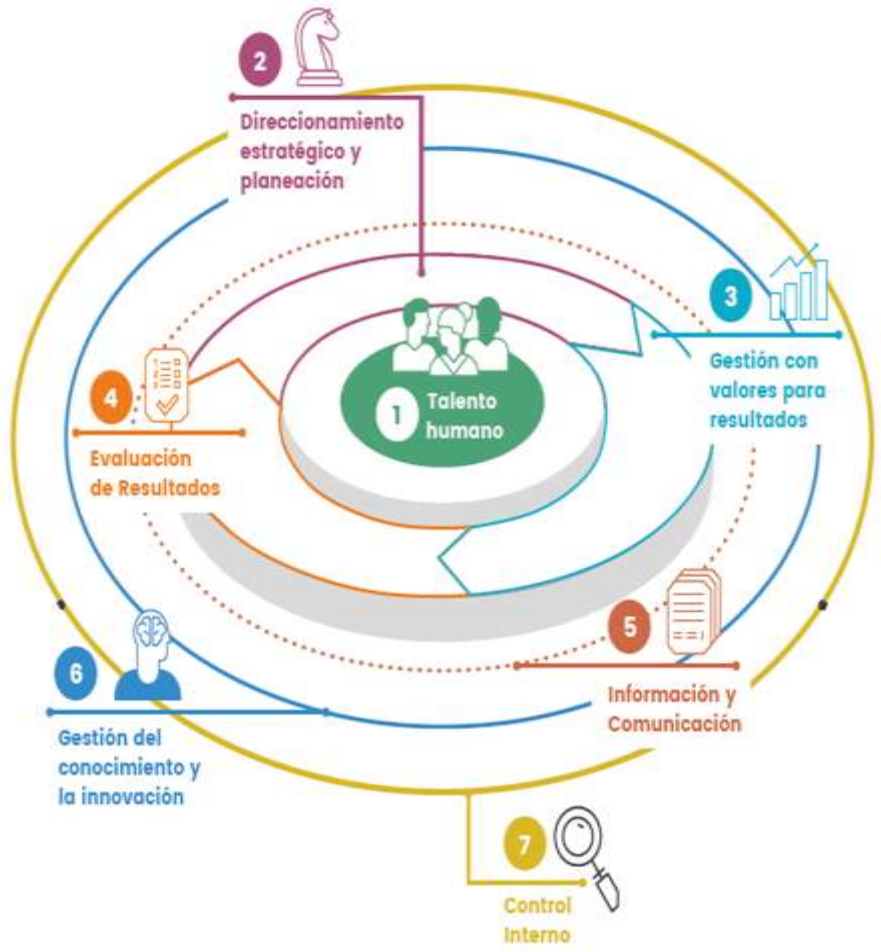 1
Talento
humano
2
Direccionamiento
estratégico y
planeación
3
Gestión con
valores para
resultados
4
Evaluación
de Resultados
5
Información y
Comunicación
6
Gestión del
conocimiento y
la innovación
7
Control
Interno